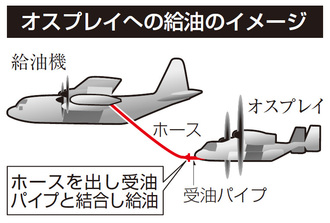 オスプレイへの給油のイメージ
給油機
オスプレイ
ホース
ホースを出し受油
パイプと結合し給油
受油パイプ